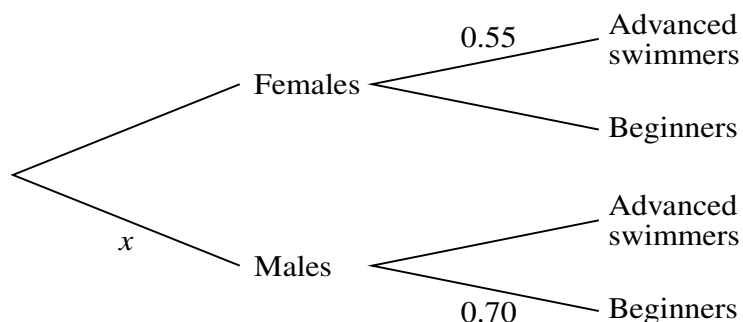 0.55
Advanced
swimmers
Females
Beginners
x
Advanced
swimmers
Males
0.70
Beginners